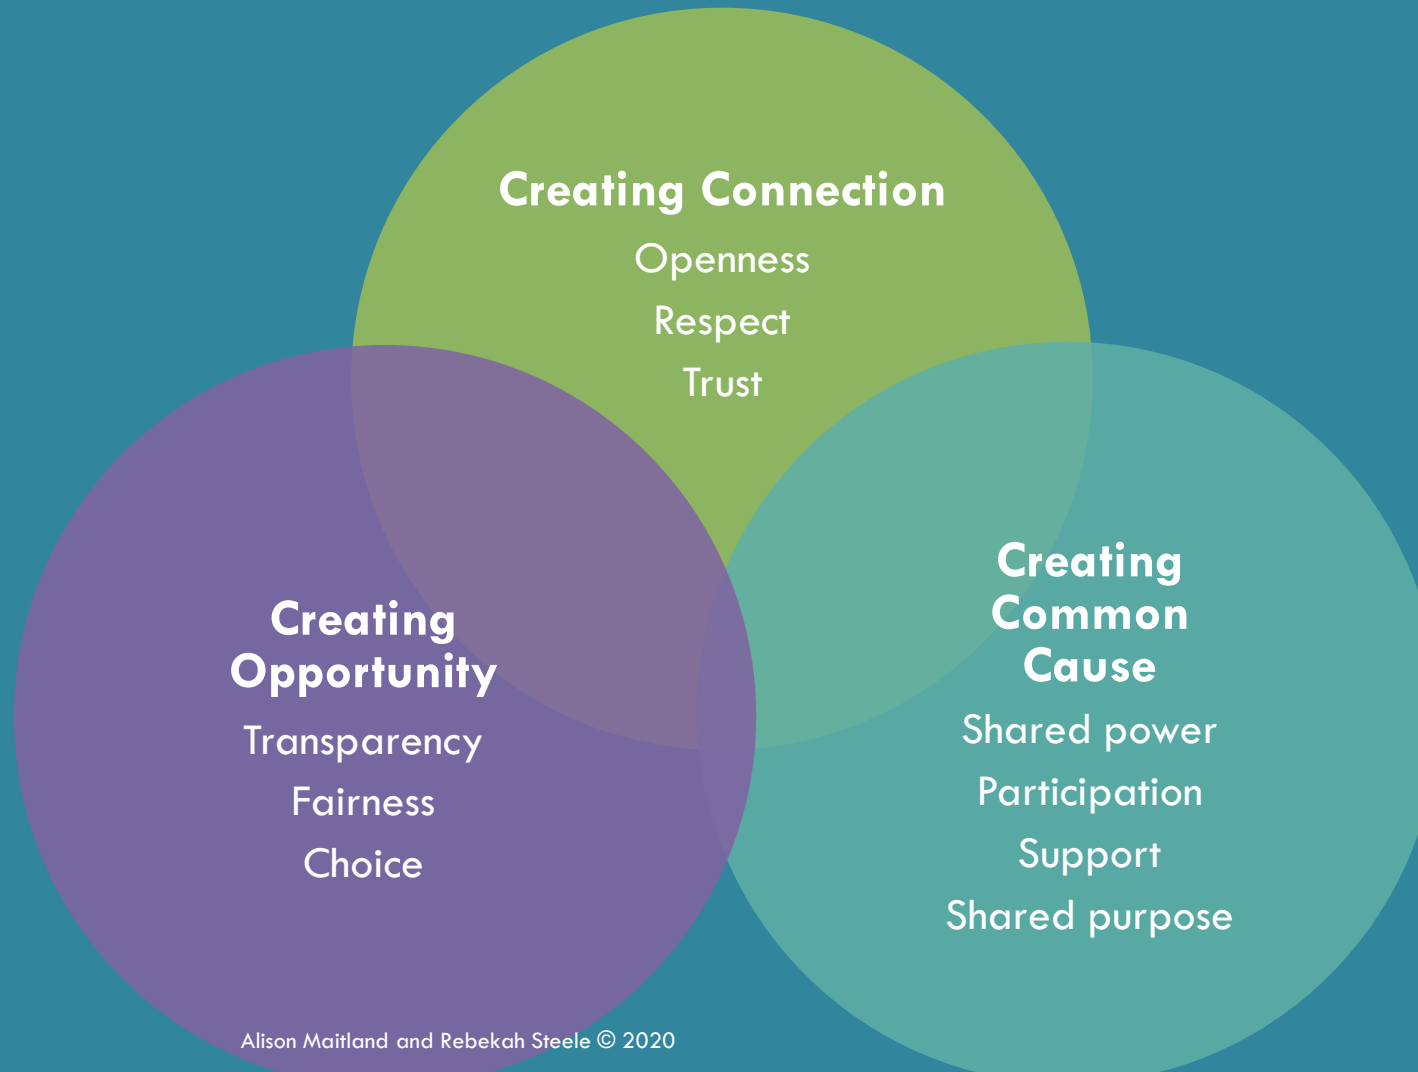 Creating Connection
Openness
Respect
Trust
Creating
Opportunity
Transparency
Fairness
Choice
Creating
Common
Cause
Shared power
Participation
Support
Shared purpose
Alison Maitland and Rebekah Steele © 2020